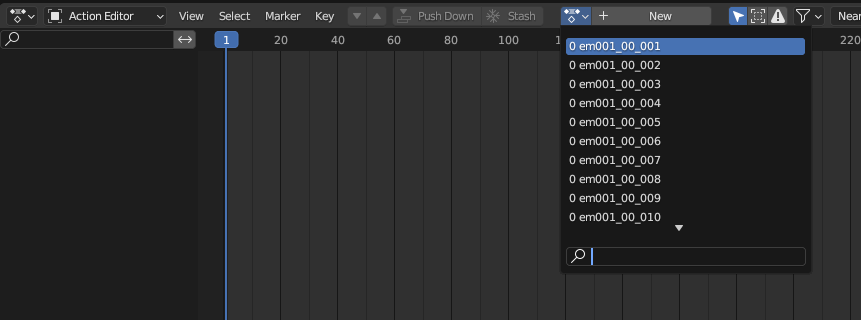 Action Editor View Select Marker Key Push Down Stash New Near
1 20 40 60 80 100 1 220
0 em001_00_001
0 em001_00_002
0 em001_00_003
0 em001_00_004
0 em001_00_005
0 em001_00_006
0 em001_00_007
0 em001_00_008
0 em001_00_009
0 em001_00_010